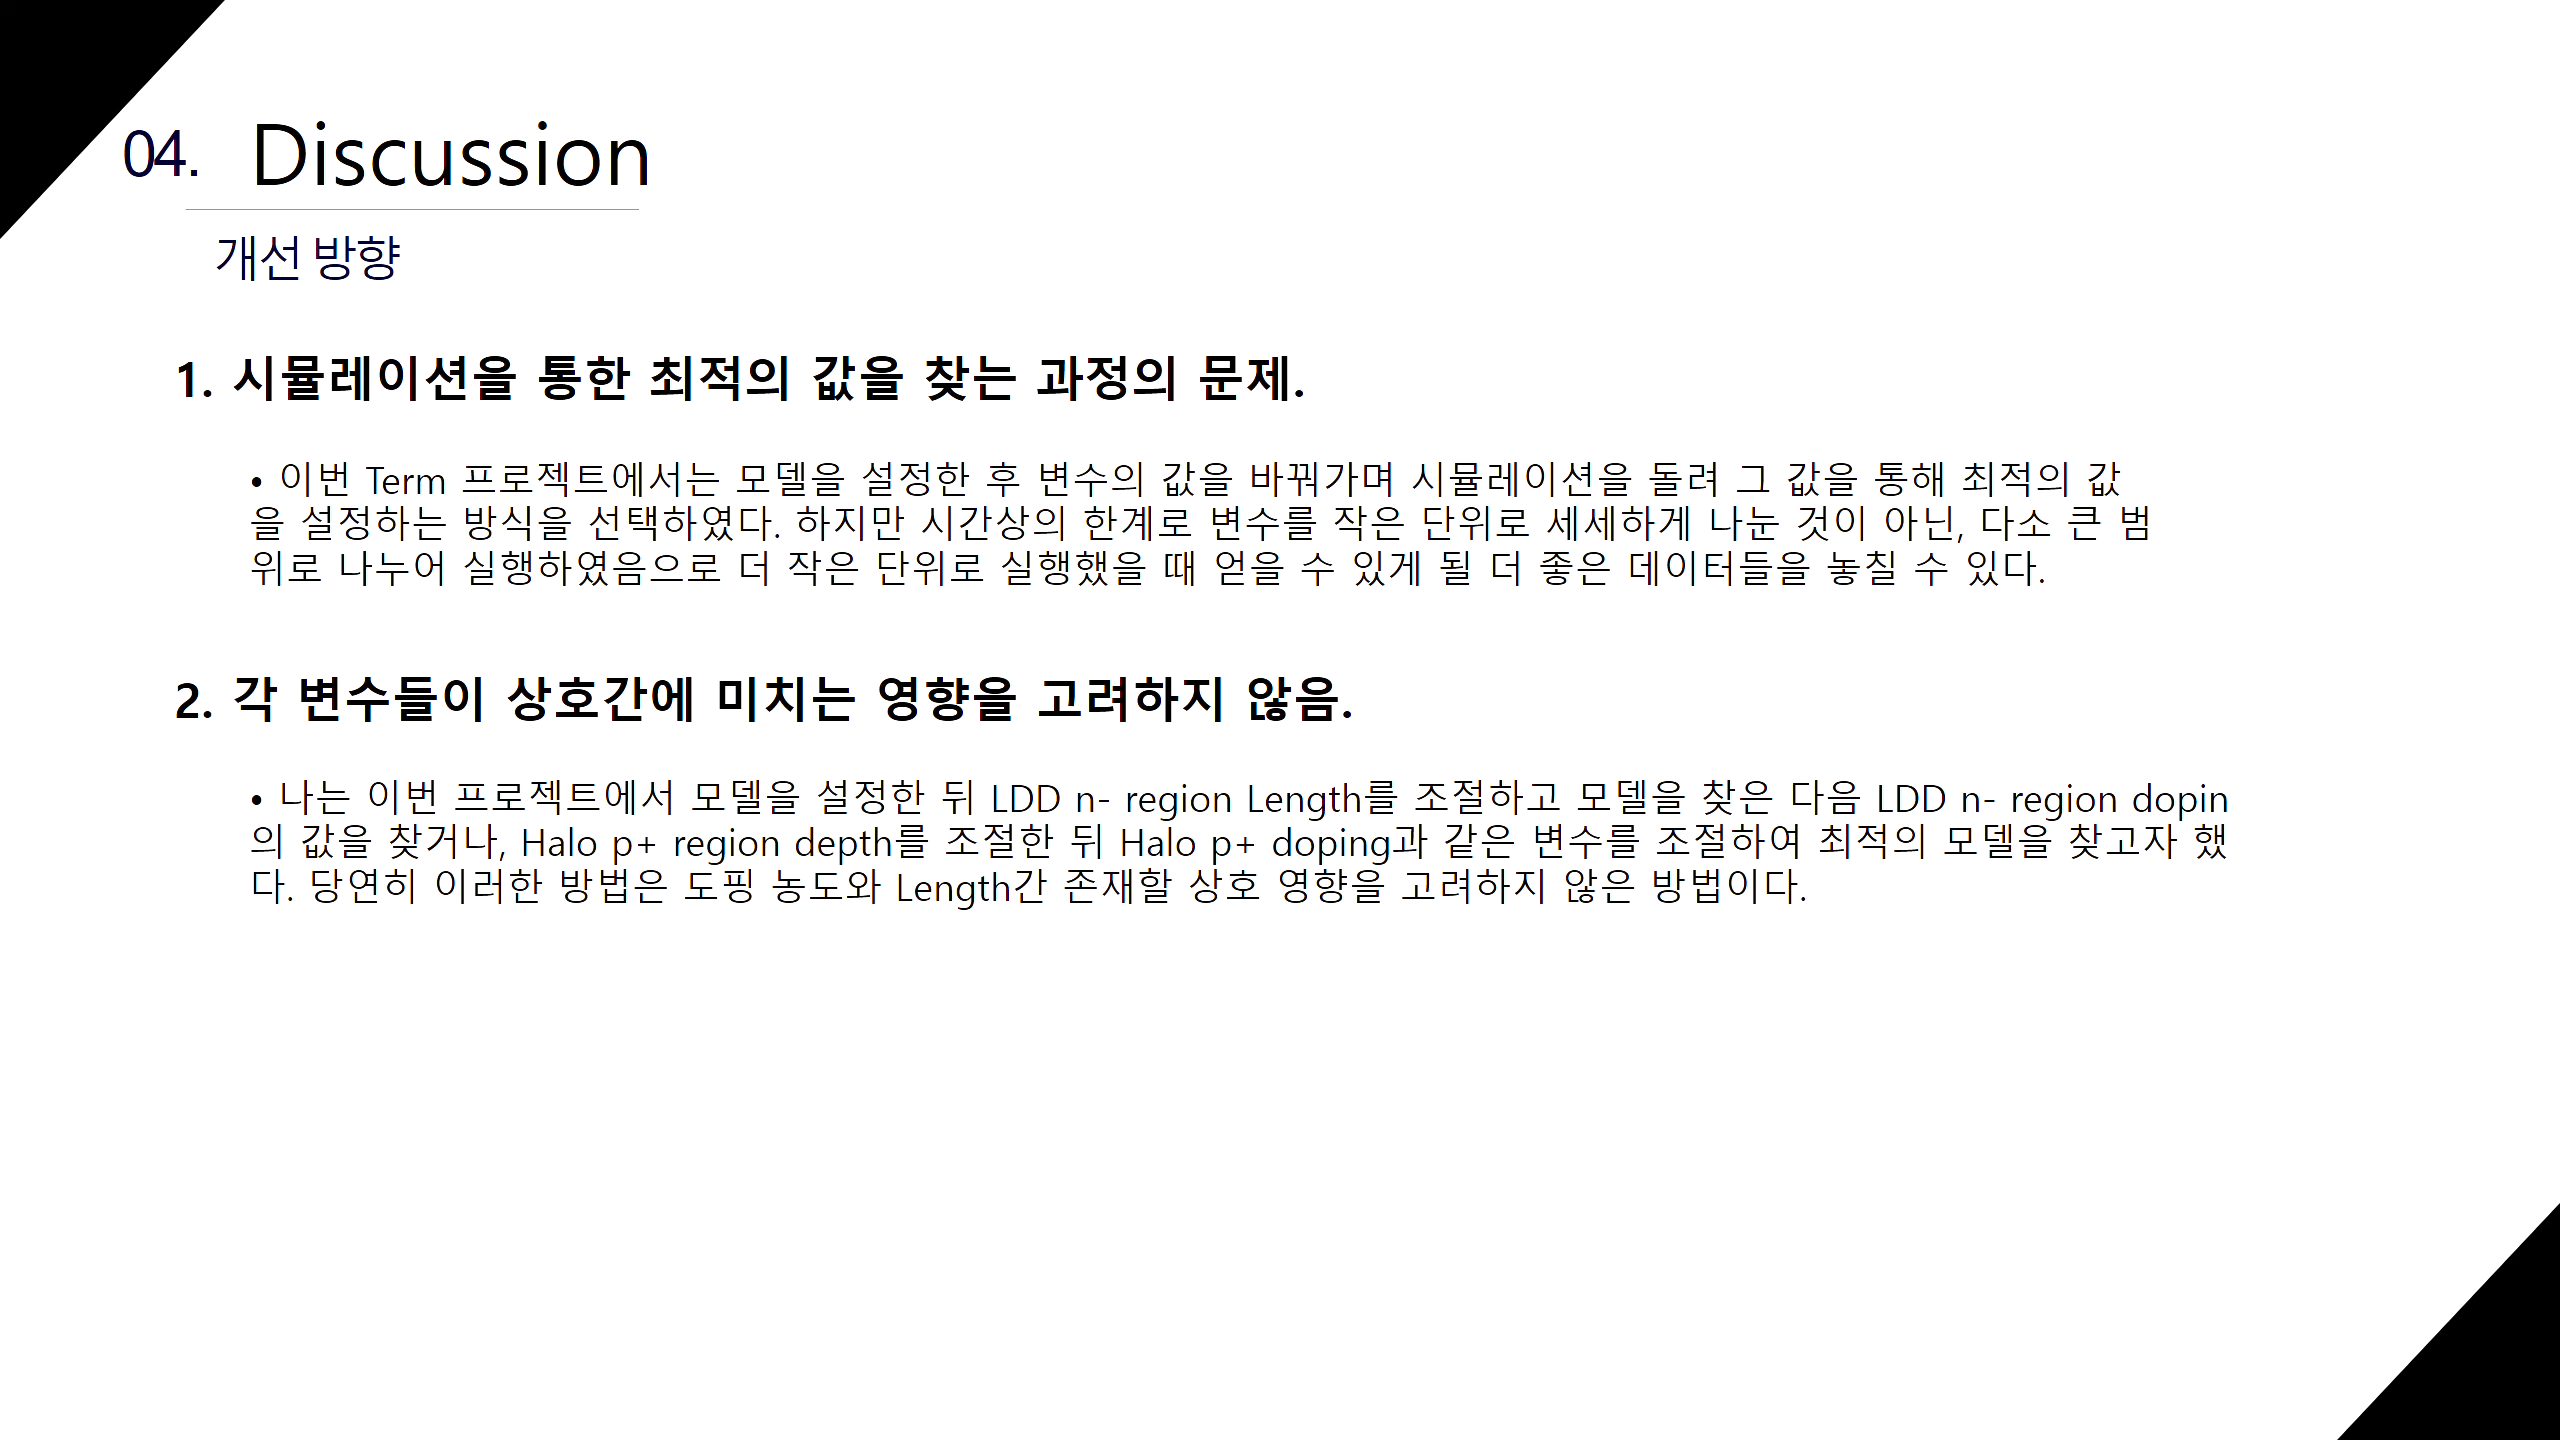 04. Discussion
개선 방향
1. 시뮬레이션을 통한 최적의 값을 찾는 과정의 문제.
• 이번 Term 프로젝트에서는 모델을 설정한 후 변수의 값을 바꿔가며 시뮬레이션을 돌려 그 값을 통해 최적의 값
을 설정하는 방식을 선택하였다. 하지만 시간상의 한계로 변수를 작은 단위로 세세하게 나눈 것이 아닌, 다소 큰 범
위로 나누어 실행하였음으로 더 작은 단위로 실행했을 때 얻을 수 있게 될 더 좋은 데이터들을 놓칠 수 있다.
2. 각 변수들이 상호간에 미치는 영향을 고려하지 않음.
• 나는 이번 프로젝트에서 모델을 설정한 뒤 LDD n- region Length를 조절하고 모델을 찾은 다음 LDD n- region dopin
의 값을 찾거나, Halo p+ region depth를 조절한 뒤 Halo p+ doping과 같은 변수를 조절하여 최적의 모델을 찾고자 했
다. 당연히 이러한 방법은 도핑 농도와 Length간 존재할 상호 영향을 고려하지 않은 방법이다.